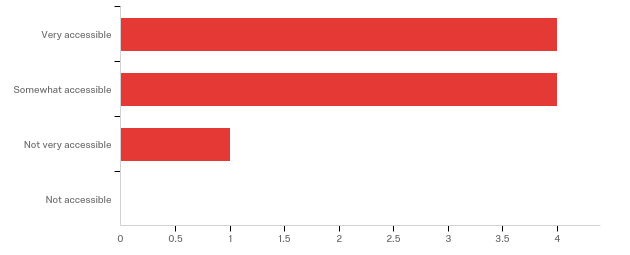 Very accessible
Somewhat accessible
Not very accessible
Not accessible
0 0.5 1 1.5 2 2.5 3 3.5 4